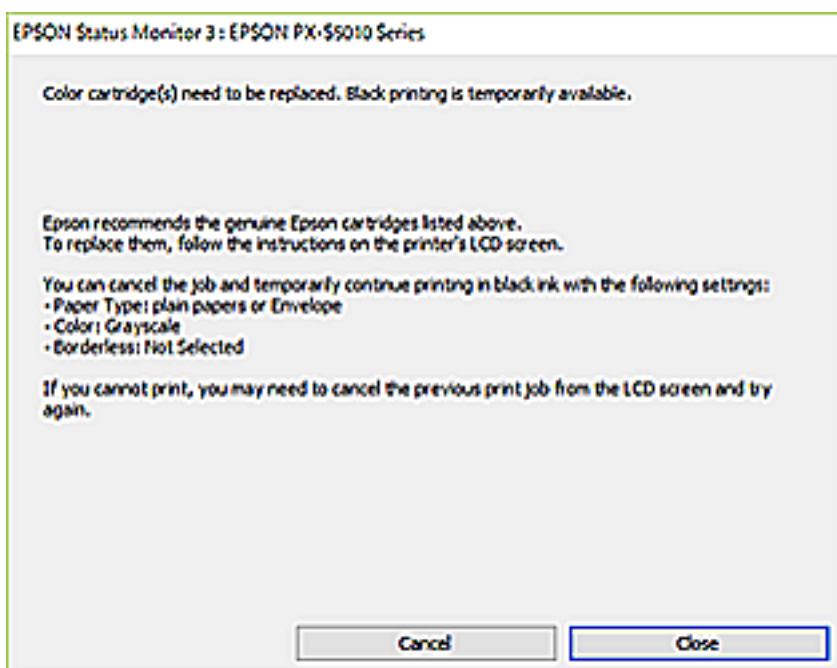 EPSON Status Monitor 3 : EPSON PX-S5010 Series
Color cartridge(s) need to be replaced. Black printing is temporarily available.
Epson recommends the genuine Epson cartridges listed above.
To replace them, follow the instructions on the printer's LCD screen.
You can cancel the job and temporarily continue printing in black ink with the following settings:
• Paper Type: plain papers or Envelope
• Color: Grayscale
• Borderless: Not Selected
If you cannot print, you may need to cancel the previous print job from the LCD screen and try
again.
Cancel Close